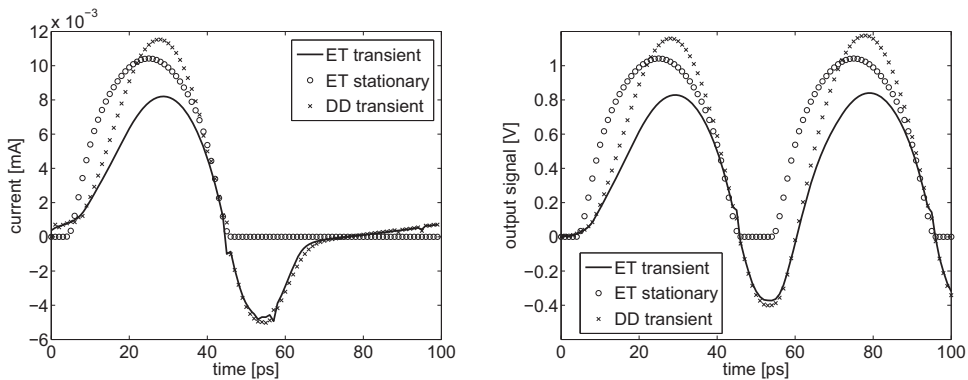 12 x 10⁻³
10
8
6
4
2
0
−2
−4
−6
current [mA]
0 20 40 60 80 100
time [ps]
ET transient
ET stationary
DD transient
1.2
1
0.8
0.6
0.4
0.2
0
−0.2
−0.4
output signal [V]
0 20 40 60 80 100
time [ps]
ET transient
ET stationary
DD transient